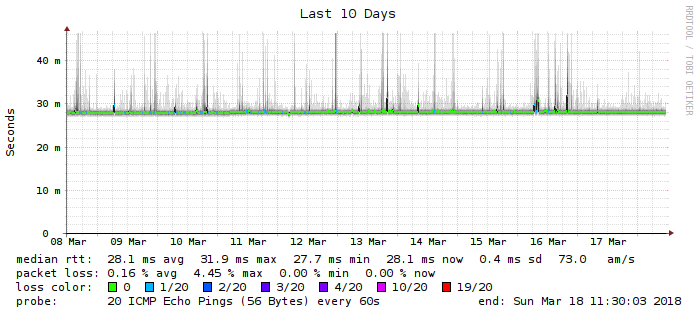 Last 10 Days
RRDTOOL / TOBI OETIKER
Seconds
40 m
30 m
20 m
10 m
0
08 Mar 09 Mar 10 Mar 11 Mar 12 Mar 13 Mar 14 Mar 15 Mar 16 Mar 17 Mar
median rtt: 28.1 ms avg 31.9 ms max 27.7 ms min 28.1 ms now 0.4 ms sd 73.0 am/s
packet loss: 0.16 % avg 4.45 % max 0.00 % min 0.00 % now
loss color: 0 1/20 2/20 3/20 4/20 10/20 19/20
probe: 20 ICMP Echo Pings (56 Bytes) every 60s end: Sun Mar 18 11:30:03 2018